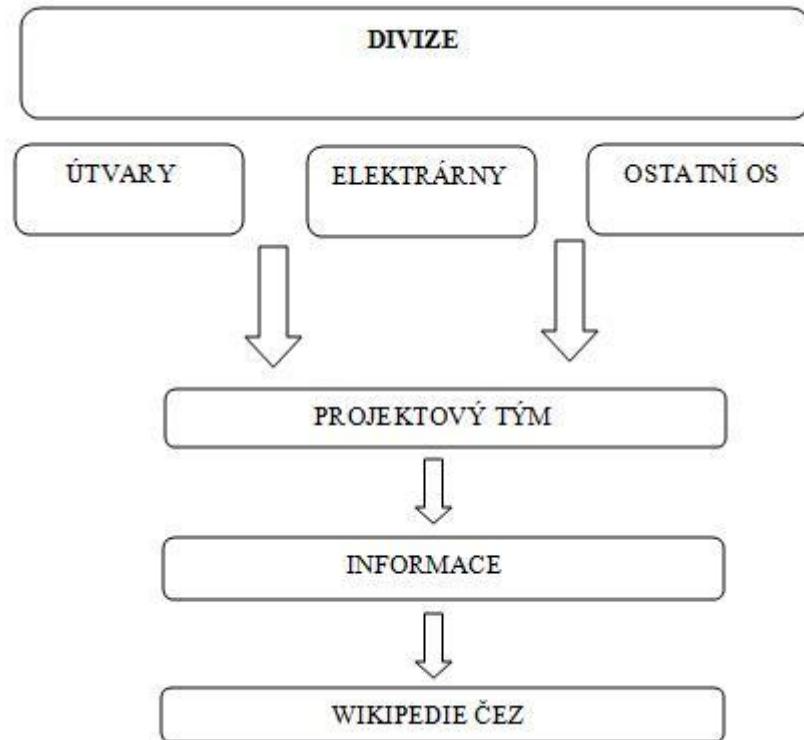 DIVIZE
ÚTVARY
ELEKTRÁRNY
OSTATNÍ OS
PROJEKTOVÝ TÝM
INFORMACE
WIKIPEDIE ČEZ